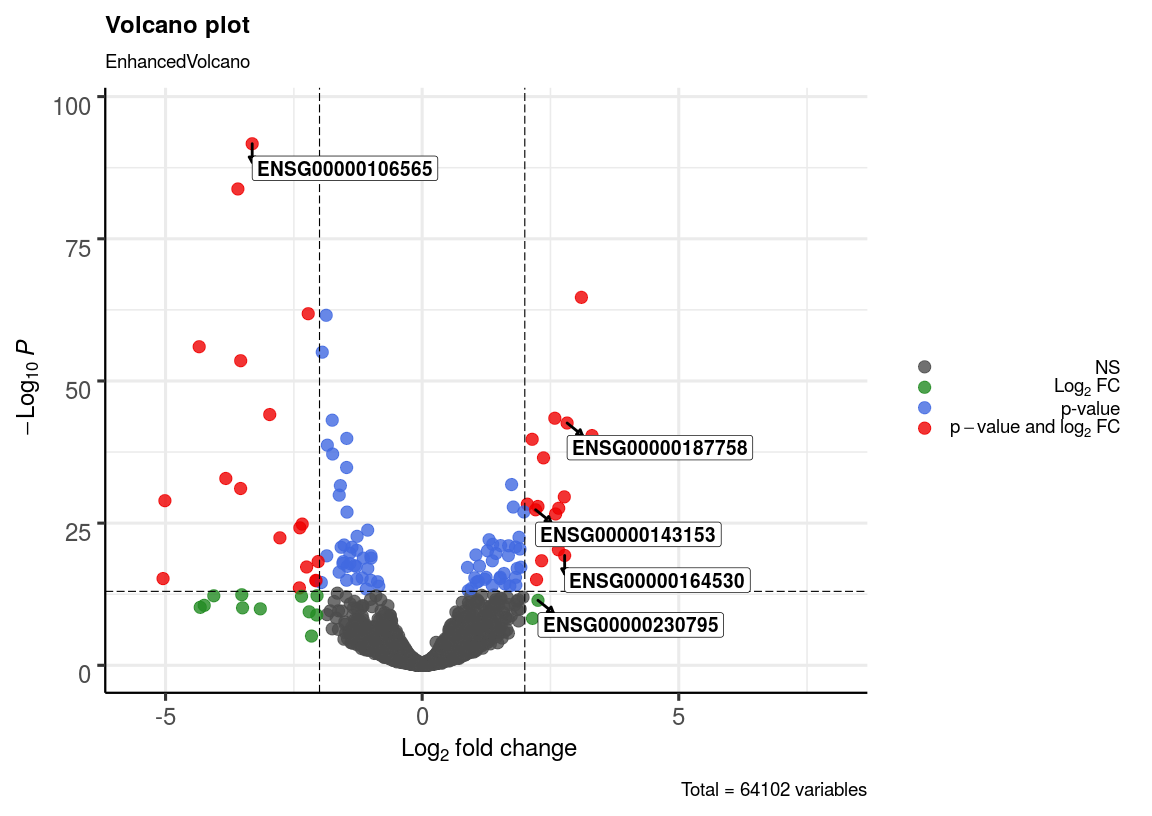 Volcano plot
EnhancedVolcano
100
75
50
25
0
−Log₁₀ P
ENSG00000106565
ENSG00000187758
ENSG00000143153
ENSG00000164530
ENSG00000230795
-5
0
5
Log₂ fold change
NS
Log₂ FC
p-value
p − value and log₂ FC
Total = 64102 variables